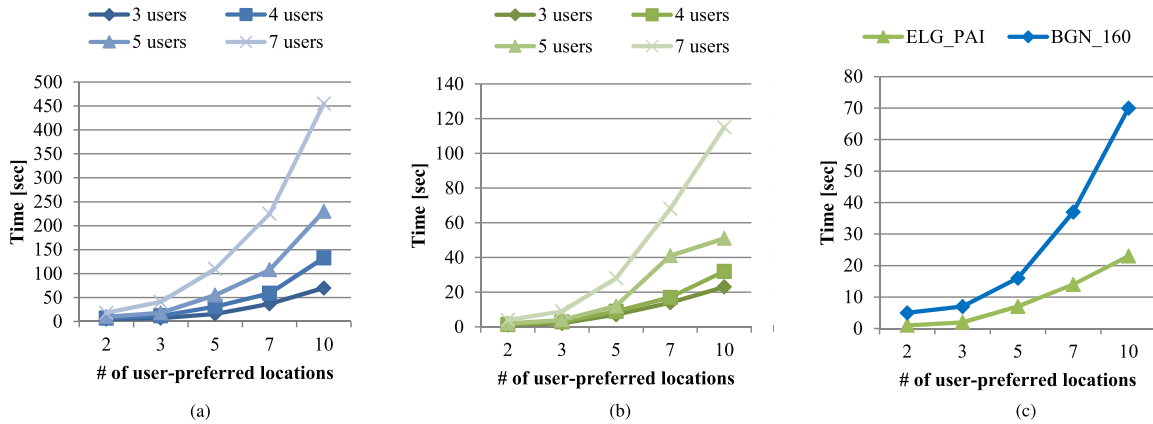 3 users 4 users
5 users 7 users
500
450
400
350
300
250
200
150
100
50
0
Time [sec]
2 3 5 7 10
# of user-preferred locations
(a)
3 users 4 users
5 users 7 users
140
120
100
80
60
40
20
0
Time [sec]
2 3 5 7 10
# of user-preferred locations
(b)
ELG_PAI BGN_160
80
70
60
50
40
30
20
10
0
Time [sec]
2 3 5 7 10
# of user-preferred locations
(c)